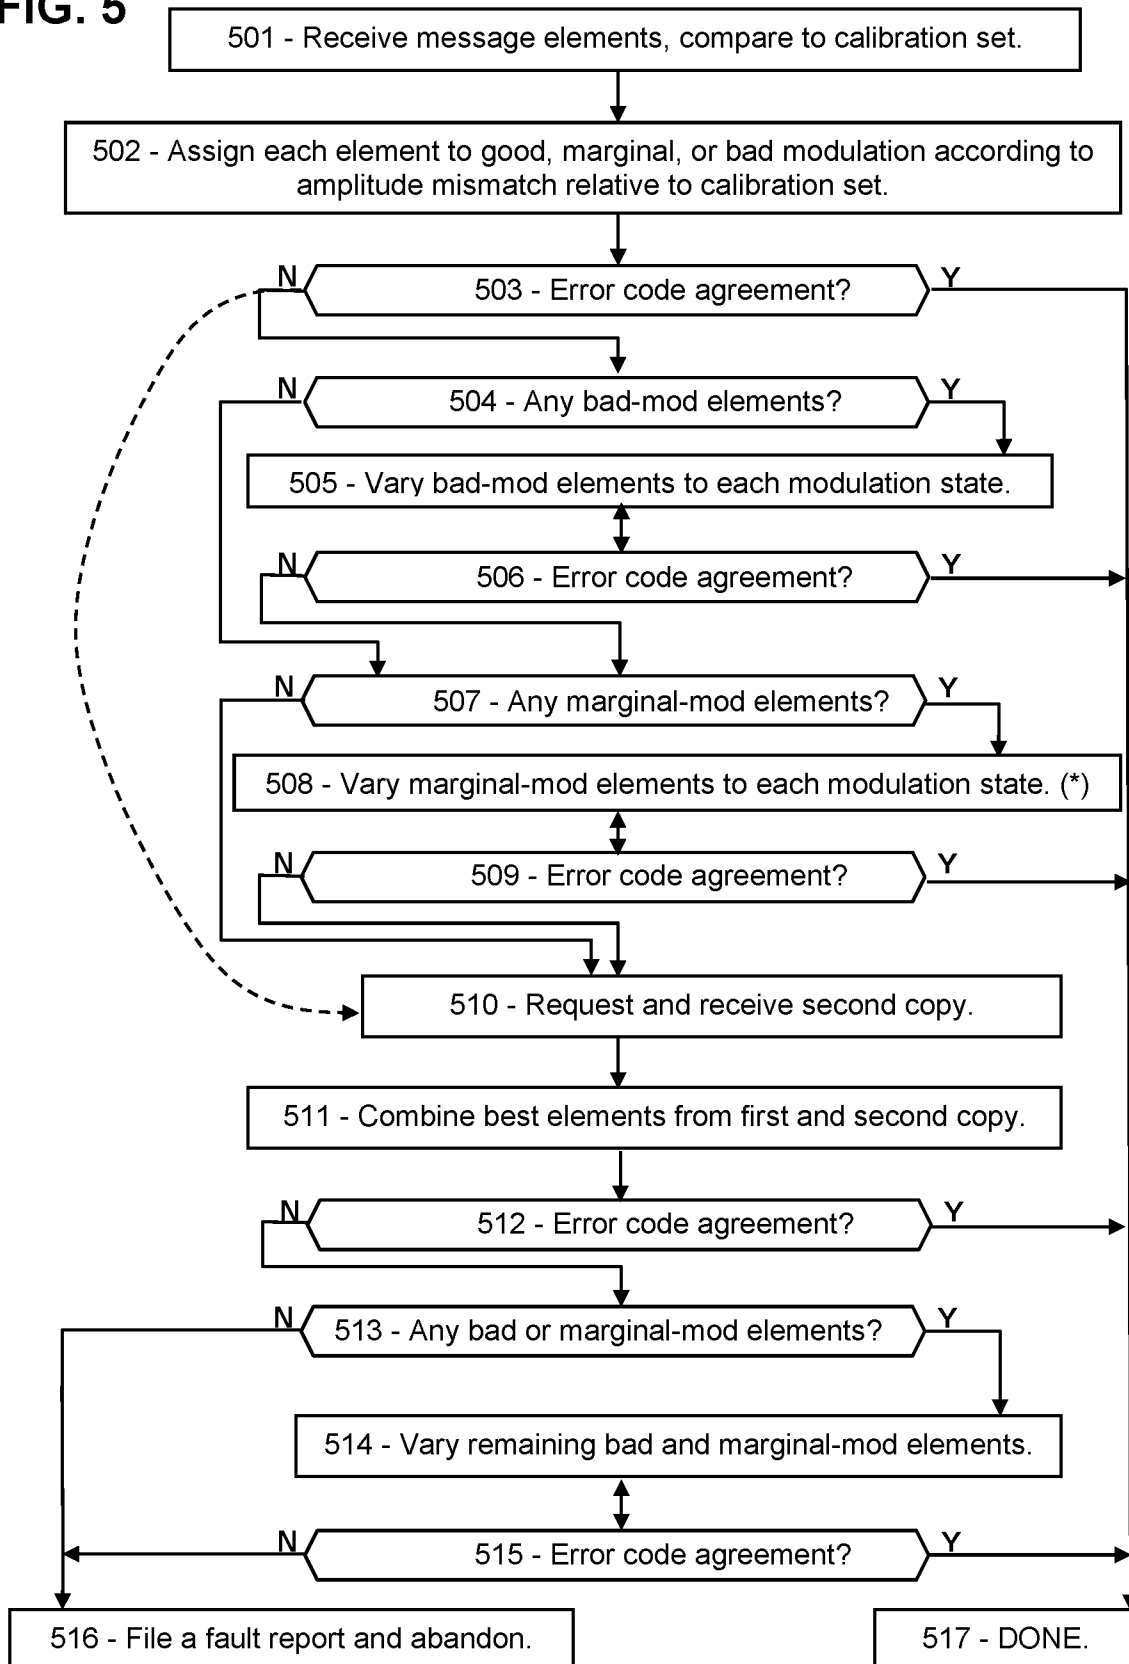 FIG. 5
501 - Receive message elements, compare to calibration set.
502 - Assign each element to good, marginal, or bad modulation according to
amplitude mismatch relative to calibration set.
N
503 - Error code agreement?
Y
N
504 - Any bad-mod elements?
Y
505 - Vary bad-mod elements to each modulation state.
N
506 - Error code agreement?
Y
N
507 - Any marginal-mod elements?
Y
508 - Vary marginal-mod elements to each modulation state. (*)
N
509 - Error code agreement?
Y
510 - Request and receive second copy.
511 - Combine best elements from first and second copy.
N
512 - Error code agreement?
Y
N
513 - Any bad or marginal-mod elements?
Y
514 - Vary remaining bad and marginal-mod elements.
N
515 - Error code agreement?
Y
516 - File a fault report and abandon.
517 - DONE.